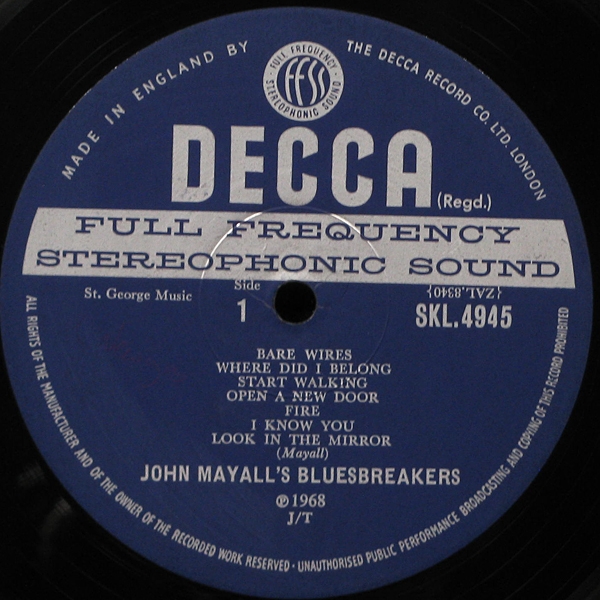 MADE IN ENGLAND BY
THE DECCA RECORD CO. LTD. LONDON
FULL FREQUENCY
ffss
STEREOPHONIC SOUND
DECCA
(Regd.)
FULL FREQUENCY
STEREOPHONIC SOUND
St. George Music
Side
1
{ZAL.8340}
SKL.4945
BARE WIRES
WHERE DID I BELONG
START WALKING
OPEN A NEW DOOR
FIRE
I KNOW YOU
LOOK IN THE MIRROR
(Mayall)
JOHN MAYALL'S BLUESBREAKERS
℗1968
J/T
ALL RIGHTS OF THE MANUFACTURER AND OF THE OWNER OF THE RECORDED WORK RESERVED · UNAUTHORISED PUBLIC PERFORMANCE BROADCASTING AND COPYING OF THIS RECORD PROHIBITED